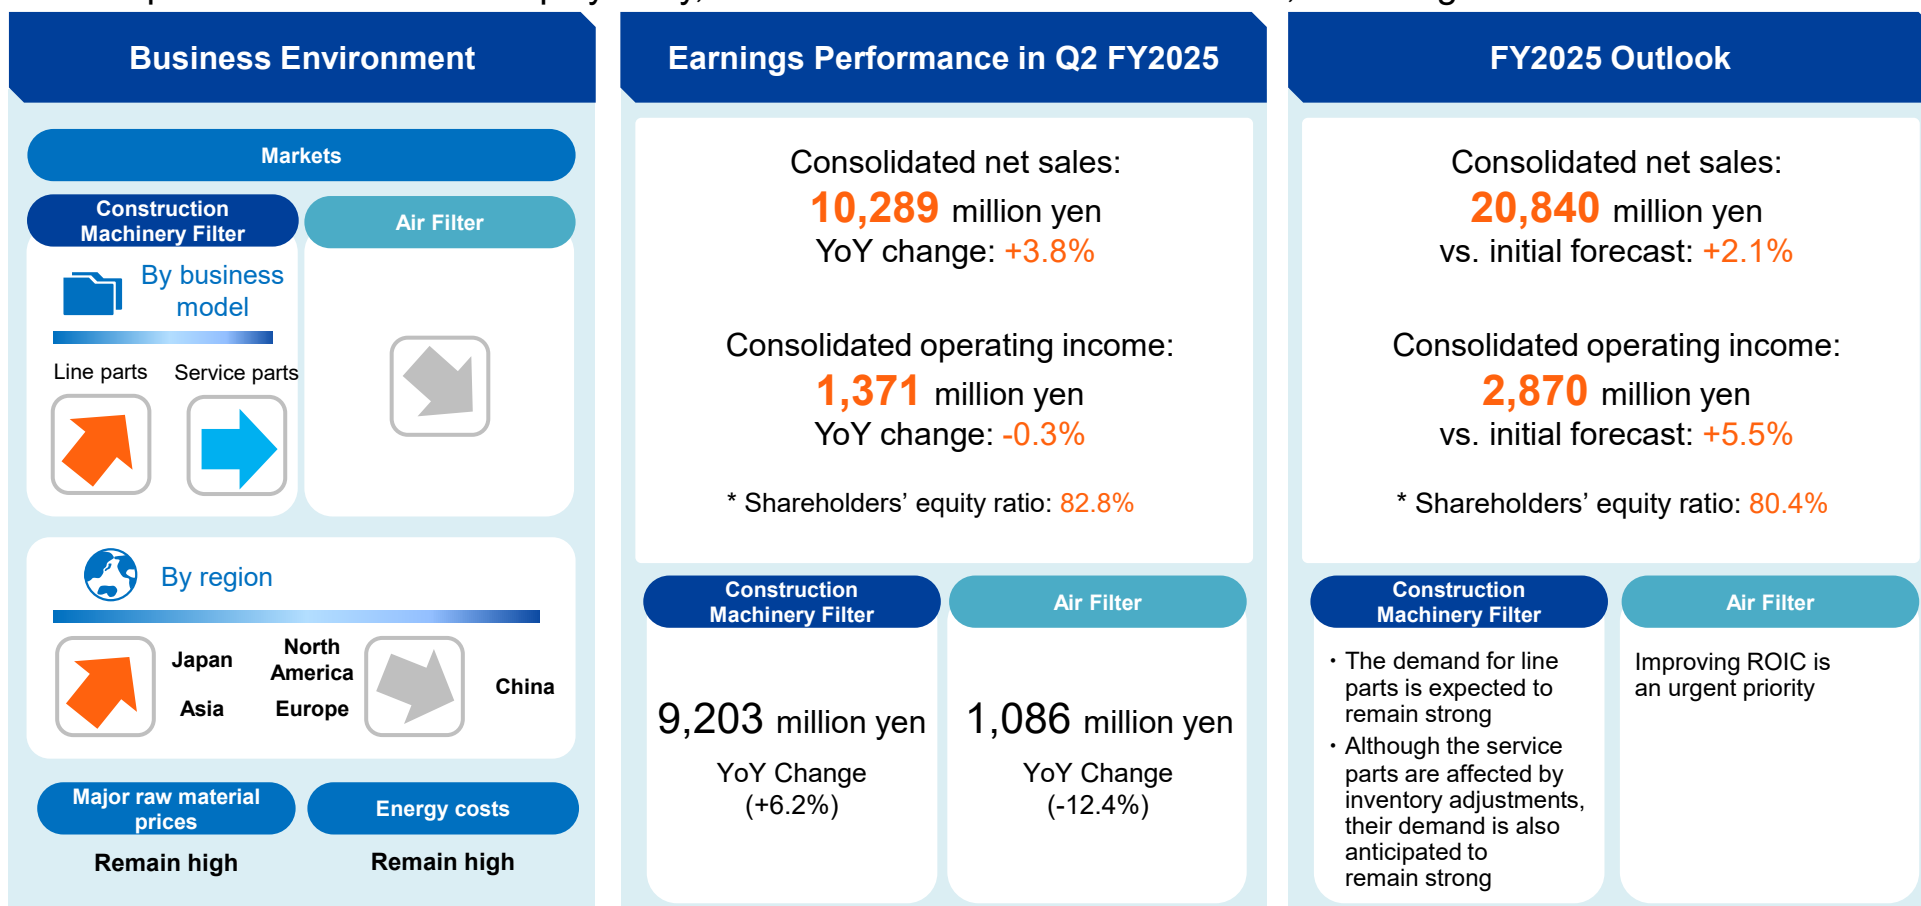 Business Environment
Markets
Construction
Machinery Filter
Air Filter
By business
model
Line parts
Service parts
By region
Japan
North
America
Asia
Europe
China
Major raw material
prices
Energy costs
Remain high
Remain high
Earnings Performance in Q2 FY2025
Consolidated net sales:
10,289 million yen
YoY change: +3.8%
Consolidated operating income:
1,371 million yen
YoY change: -0.3%
* Shareholders’ equity ratio: 82.8%
Construction
Machinery Filter
Air Filter
9,203 million yen
YoY Change
(+6.2%)
1,086 million yen
YoY Change
(-12.4%)
FY2025 Outlook
Consolidated net sales:
20,840 million yen
vs. initial forecast: +2.1%
Consolidated operating income:
2,870 million yen
vs. initial forecast: +5.5%
* Shareholders’ equity ratio: 80.4%
Construction
Machinery Filter
Air Filter
・The demand for line
parts is expected to
remain strong
・Although the service
parts are affected by
inventory adjustments,
their demand is also
anticipated to
remain strong
Improving ROIC is
an urgent priority